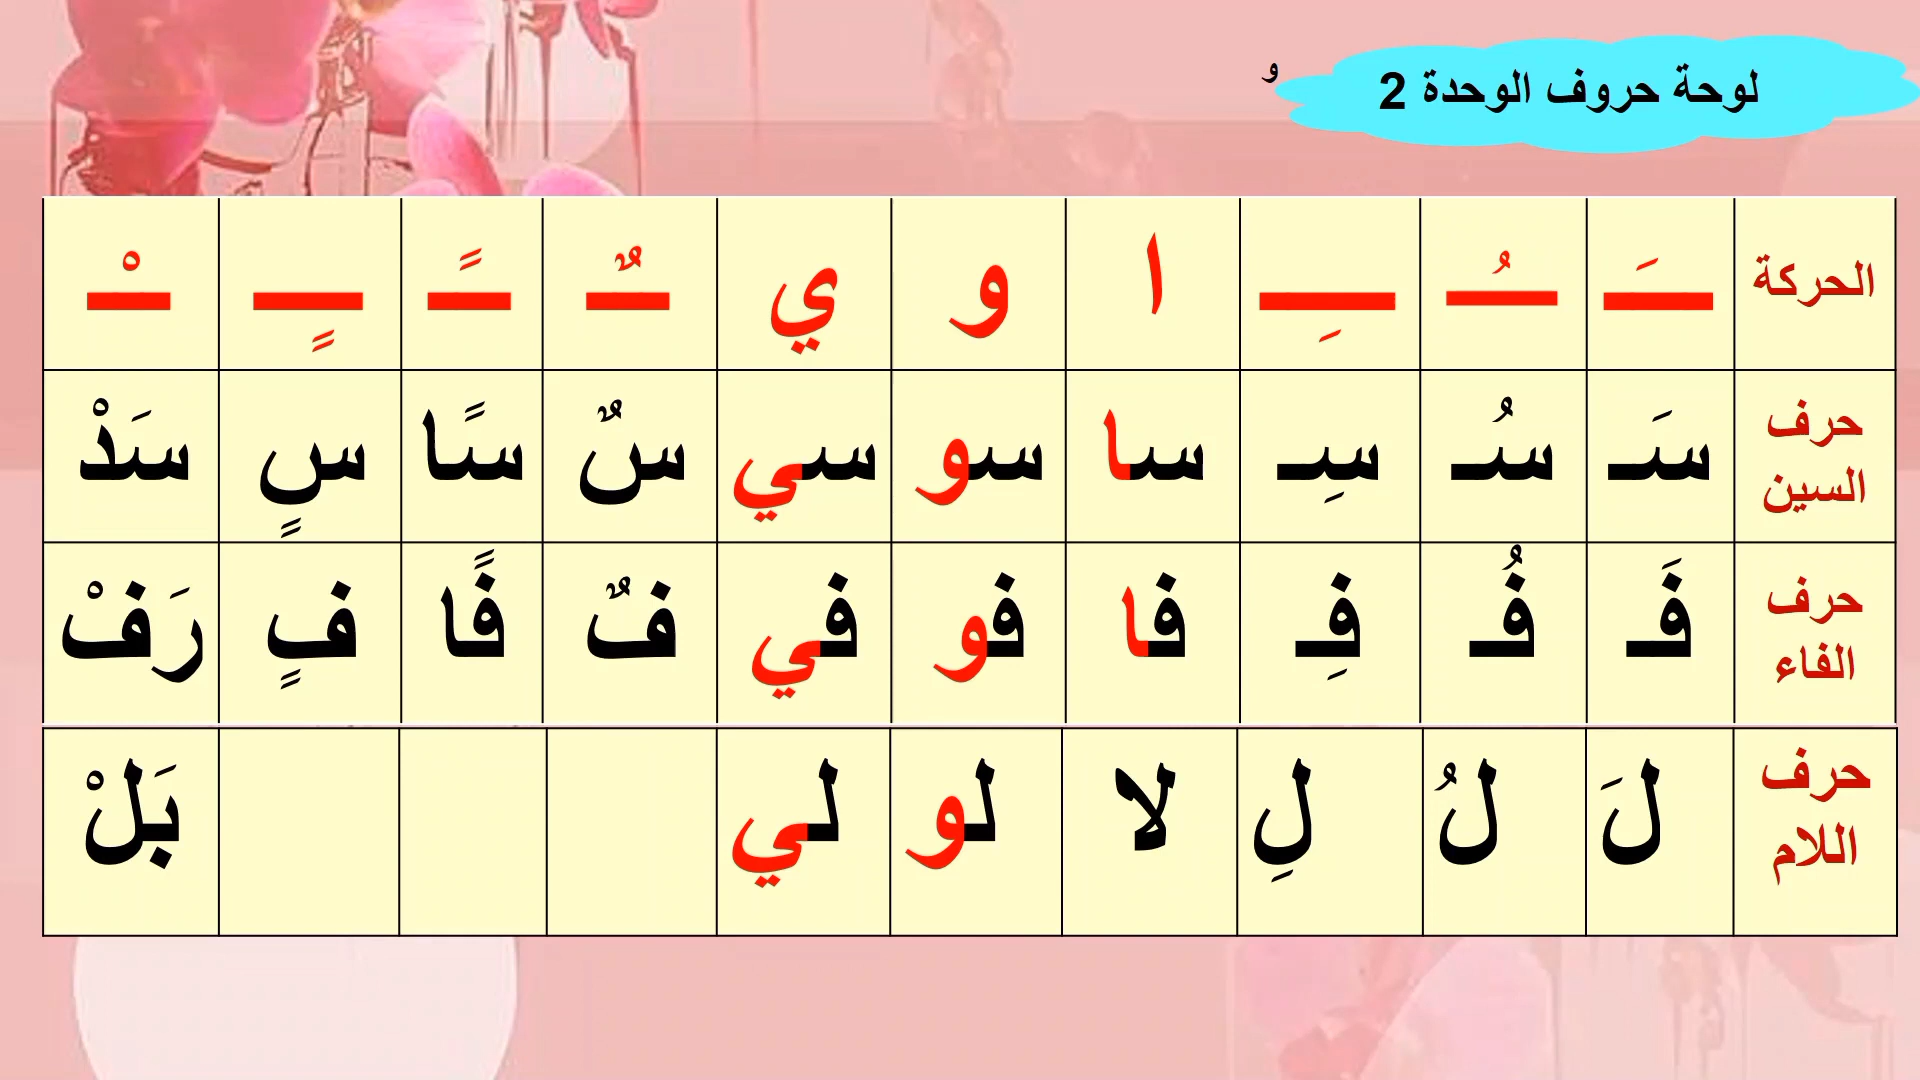 لوحة حروف الوحدة 2
ُ
الحركة ـَـ ـُـ ـِـ ا و ي ـٌـ ـًـ ـٍـ ـْـ
حرف السين سَـ سُـ سِـ سا سو سي سٌ سًا سٍ سَدْ
حرف الفاء فَـ فُـ فِـ فا فو في فٌ فًا فٍ رَفْ
حرف اللام لَ لُ لِ لا لو لي بَلْ